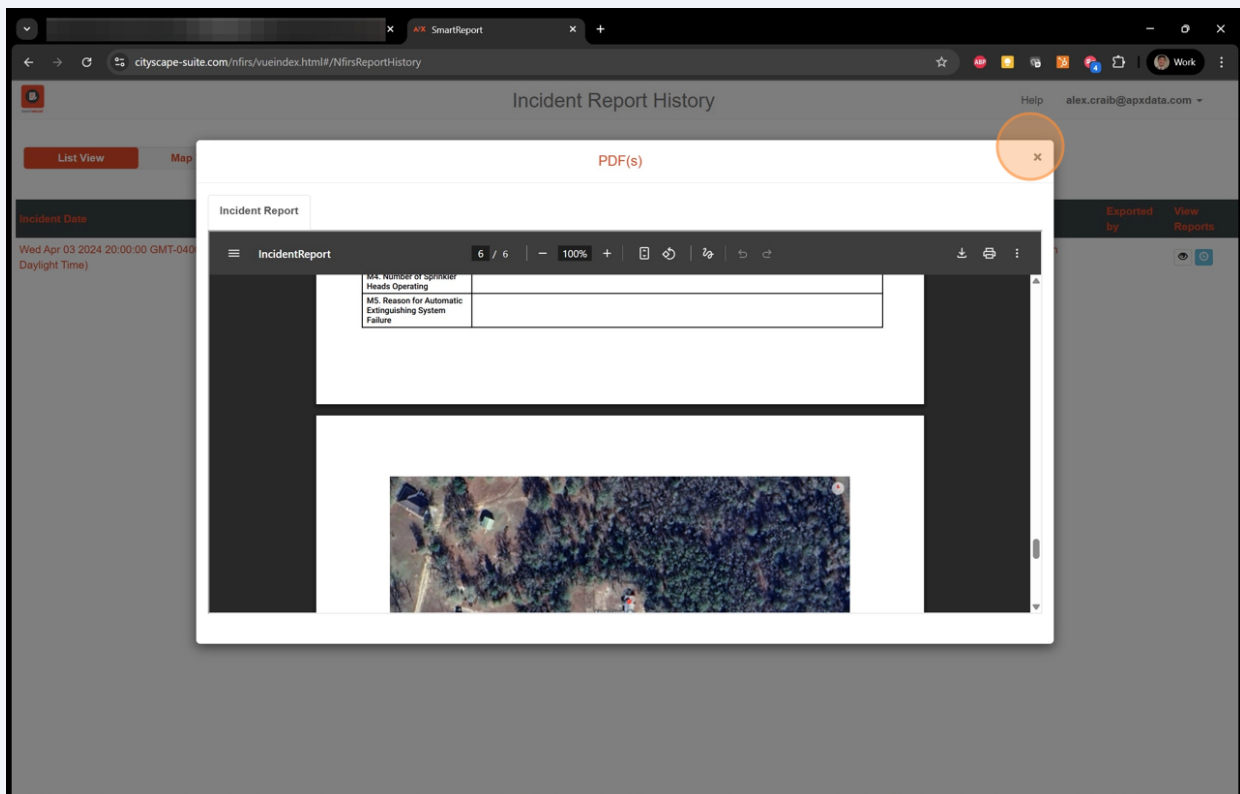 SmartReport
cityscape-suite.com/nfirs/vueindex.html#/NfirsReportHistory
ABP
4
Work
Incident Report History
Help
alex.craib@apxdata.com
List View
Map
PDF(s)
×
Incident Report
Incident Date
Exported by
View Reports
Wed Apr 03 2024 20:00:00 GMT-040
Daylight Time)
IncidentReport
6 / 6
100%
M4. Number of Sprinkler
Heads Operating
M5. Reason for Automatic
Extinguishing System
Failure